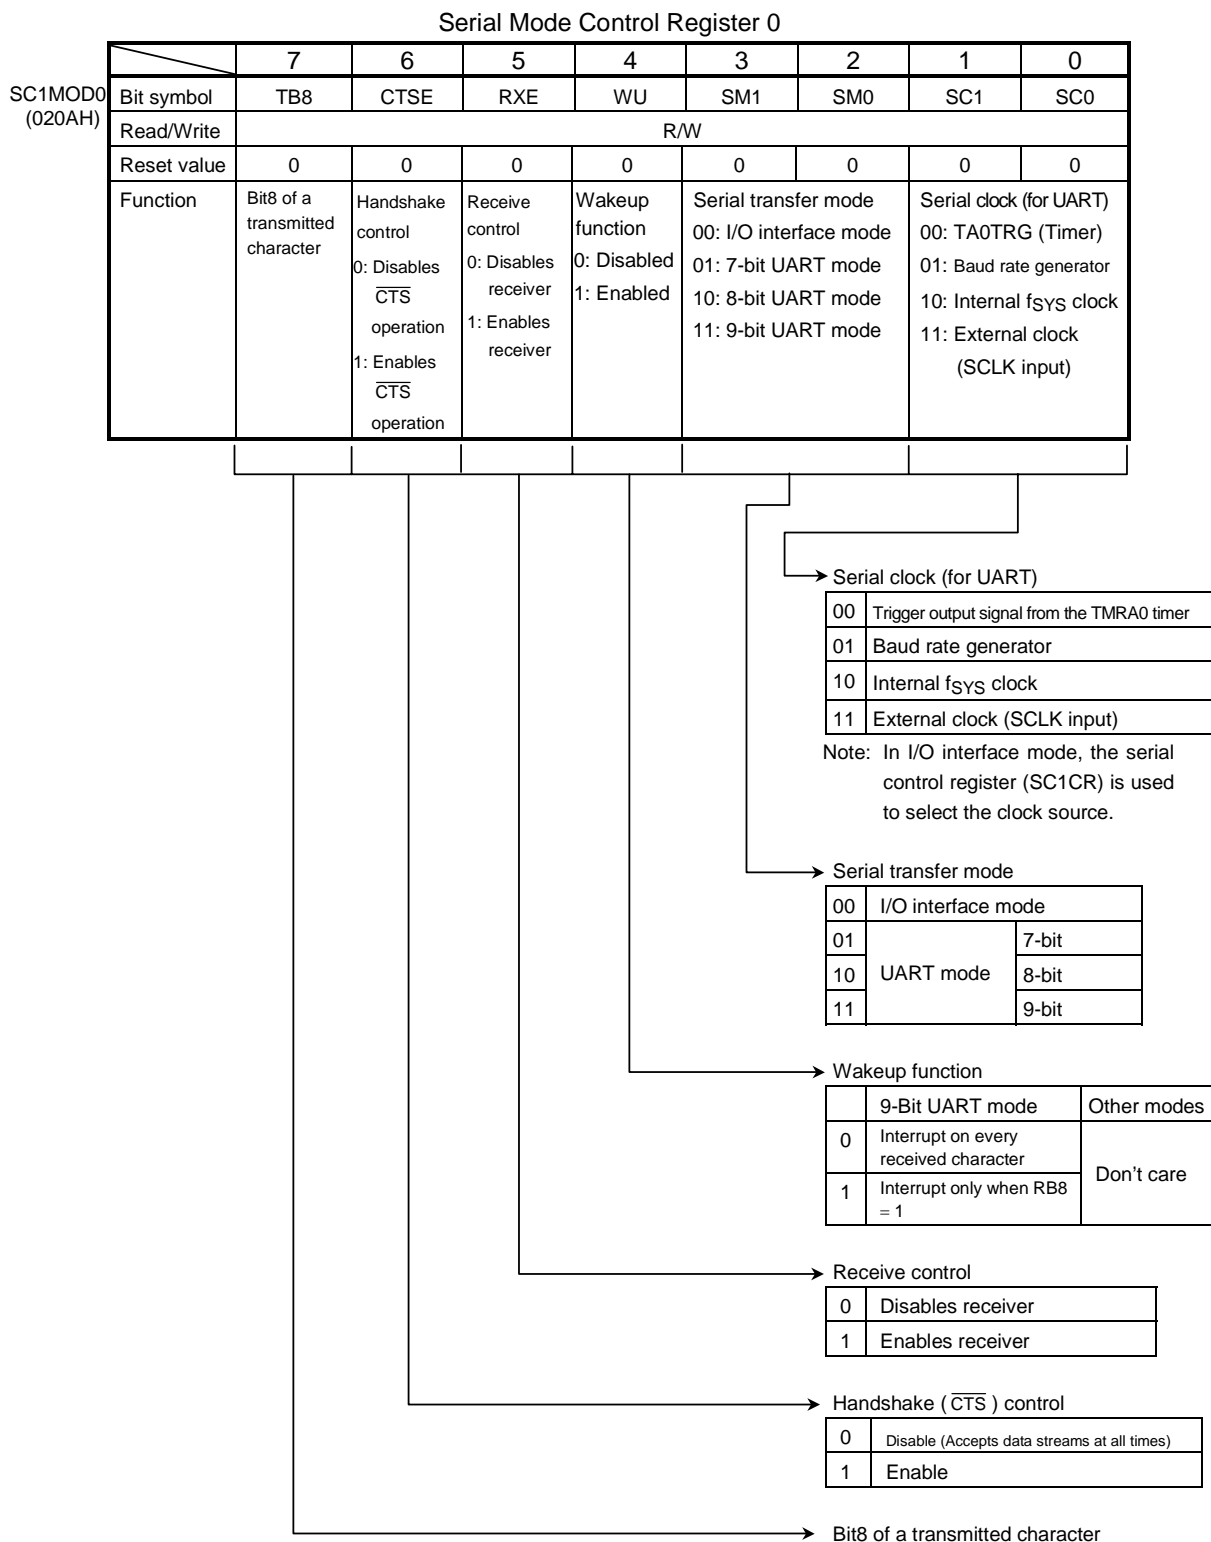 Serial Mode Control Register 0
7 6 5 4 3 2 1 0
SC1MOD0
(020AH)
Bit symbol TB8 CTSE RXE WU SM1 SM0 SC1 SC0
Read/Write R/W
Reset value 0 0 0 0 0 0 0 0
Function
Bit8 of a
transmitted
character
Handshake
control
0: Disables
C̅T̅S̅
operation
1: Enables
C̅T̅S̅
operation
Receive
control
0: Disables
receiver
1: Enables
receiver
Wakeup
function
0: Disabled
1: Enabled
Serial transfer mode
00: I/O interface mode
01: 7-bit UART mode
10: 8-bit UART mode
11: 9-bit UART mode
Serial clock (for UART)
00: TA0TRG (Timer)
01: Baud rate generator
10: Internal fSYS clock
11: External clock
(SCLK input)
Serial clock (for UART)
00 Trigger output signal from the TMRA0 timer
01 Baud rate generator
10 Internal fSYS clock
11 External clock (SCLK input)
Note: In I/O interface mode, the serial
control register (SC1CR) is used
to select the clock source.
Serial transfer mode
00 I/O interface mode
01 7-bit
10 UART mode 8-bit
11 9-bit
Wakeup function
9-Bit UART mode Other modes
0 Interrupt on every
received character
Don't care
1 Interrupt only when RB8
= 1
Receive control
0 Disables receiver
1 Enables receiver
Handshake ( C̅T̅S̅ ) control
0 Disable (Accepts data streams at all times)
1 Enable
Bit8 of a transmitted character